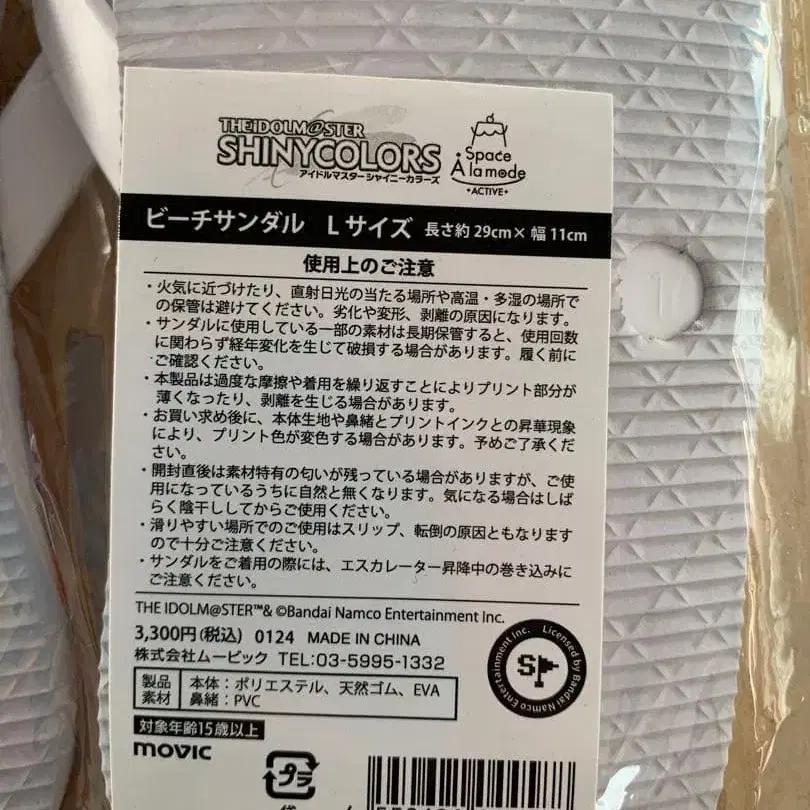 THE iDOLM@STER
SHINYCOLORS
アイドルマスター シャイニーカラーズ
Space
À la mode
・ACTIVE・
ビーチサンダル Lサイズ 長さ約29cm×幅11cm
使用上のご注意
・火気に近づけたり、直射日光の当たる場所や高温・多湿の場所で
の保管は避けてください。劣化や変形、剥離の原因になります。
・サンダルに使用している一部の素材は長期保管すると、使用回数
に関わらず経年変化を生じて破損する場合があります。履く前に
ご確認ください。
・本製品は過度な摩擦や着用を繰り返すことによりプリント部分が
薄くなったり、剥離を生じる場合があります。
・お買い求め後に、本体生地や鼻緒とプリントインクとの昇華現象
により、プリント色が変色する場合があります。予めご了承くだ
さい。
・開封直後は素材特有の匂いが残っている場合がありますが、ご使
用になっているうちに自然と無くなります。気になる場合はしば
らく陰干ししてからご使用ください。
・滑りやすい場所でのご使用はスリップ、転倒の原因ともなります
ので十分ご注意ください。
・サンダルをご着用の際には、エスカレーター昇降中の巻き込みに
ご注意ください。
THE IDOLM@STER™& ©Bandai Namco Entertainment Inc.
3,300円(税込) 0124 MADE IN CHINA
株式会社ムービック TEL:03-5995-1332
製品
素材
本体：ポリエステル、天然ゴム、EVA
鼻緒：PVC
対象年齢15歳以上
movic
プラ
Licensed by Bandai Namco Entertainment Inc.
SP
1